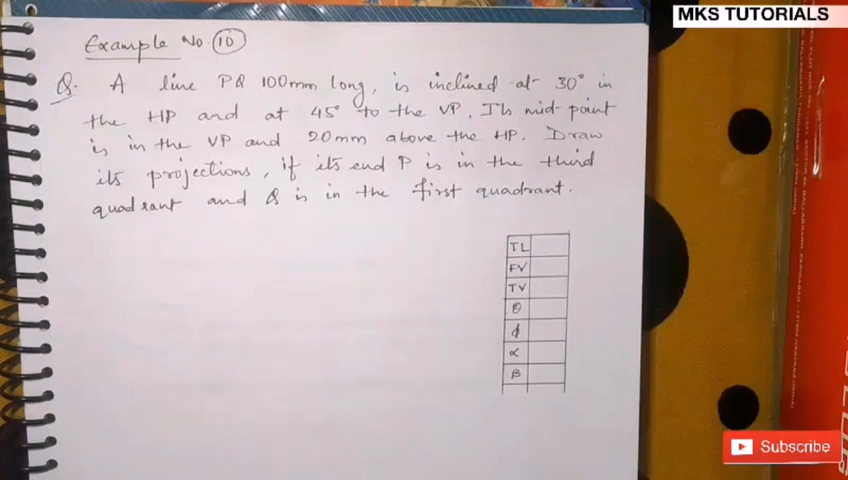 MKS TUTORIALS
Example No. 10
Q. A line PQ 100mm long, is inclined at 30° in
the HP and at 45° to the VP. Its mid-point
is in the VP and 20mm above the HP. Draw
its projections, if its end P is in the third
quadrant and Q is in the first quadrant.
TL
FV
TV
θ
ϕ
α
β
Subscribe